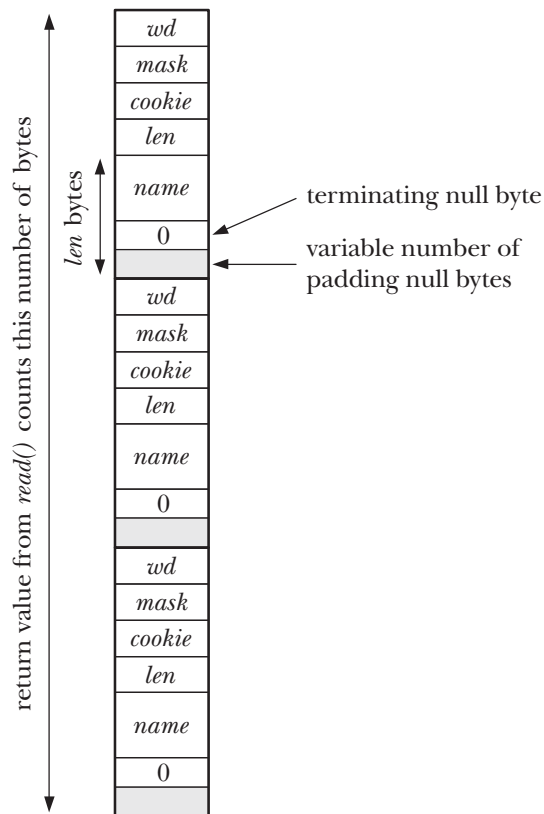 return value from read() counts this number of bytes
len bytes
wd
mask
cookie
len
name
0
terminating null byte
variable number of
padding null bytes
wd
mask
cookie
len
name
0
wd
mask
cookie
len
name
0